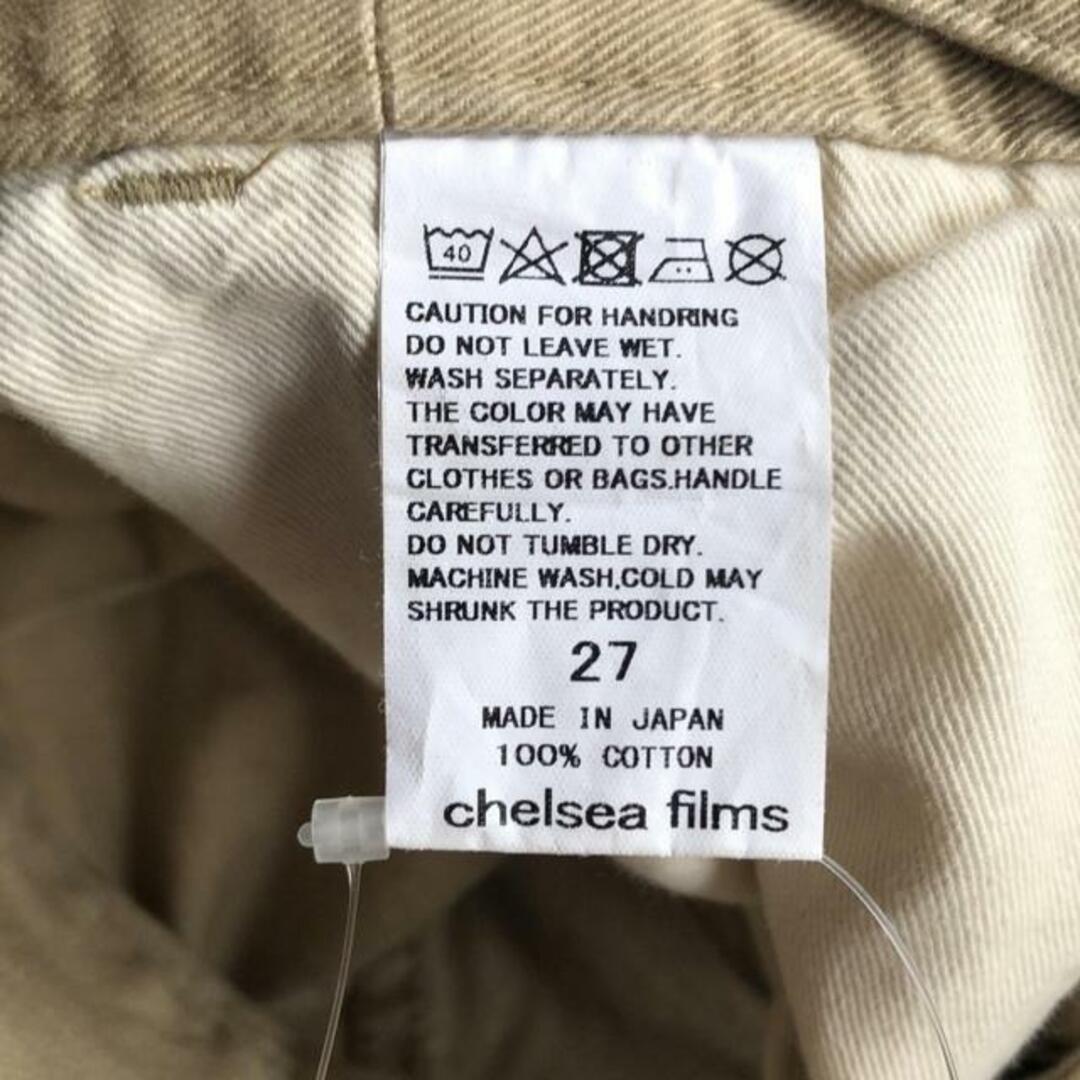 40
CAUTION FOR HANDRING
DO NOT LEAVE WET.
WASH SEPARATELY.
THE COLOR MAY HAVE
TRANSFERRED TO OTHER
CLOTHES OR BAGS.HANDLE
CAREFULLY.
DO NOT TUMBLE DRY.
MACHINE WASH,COLD MAY
SHRUNK THE PRODUCT.
27
MADE IN JAPAN
100% COTTON
chelsea films